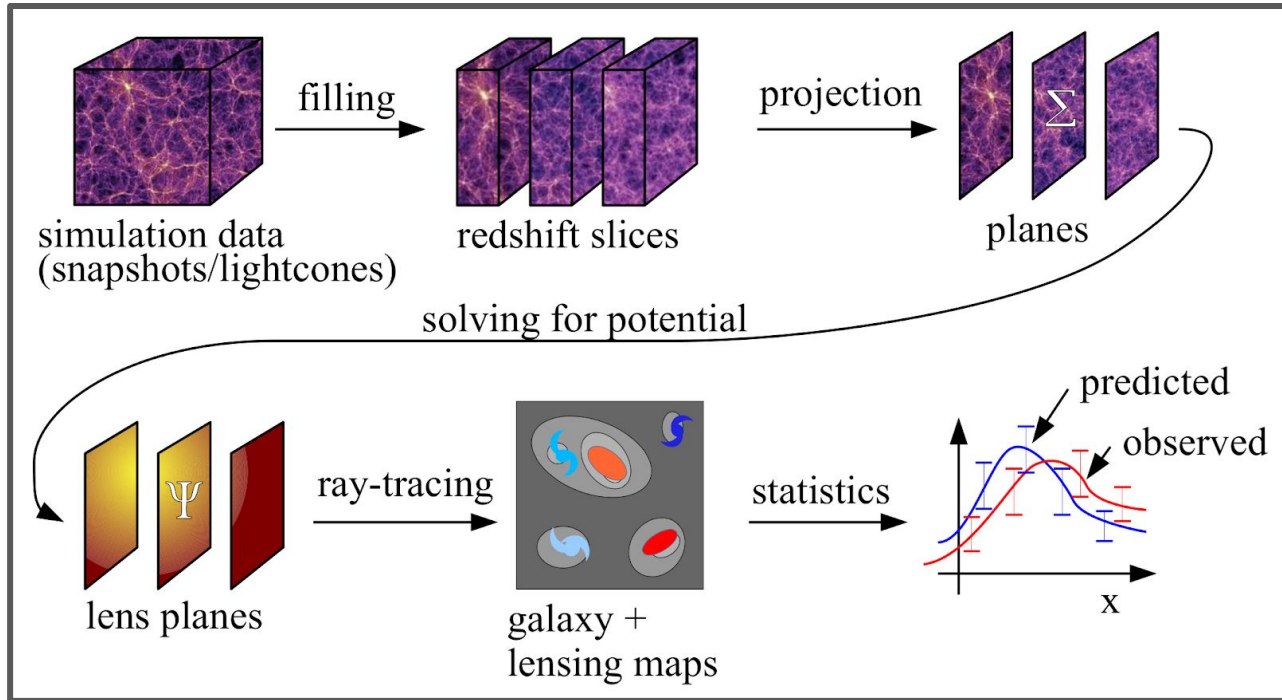 filling
projection
Σ
simulation data
(snapshots/lightcones)
redshift slices
planes
solving for potential
Ψ
lens planes
ray-tracing
galaxy +
lensing maps
statistics
predicted
observed
x